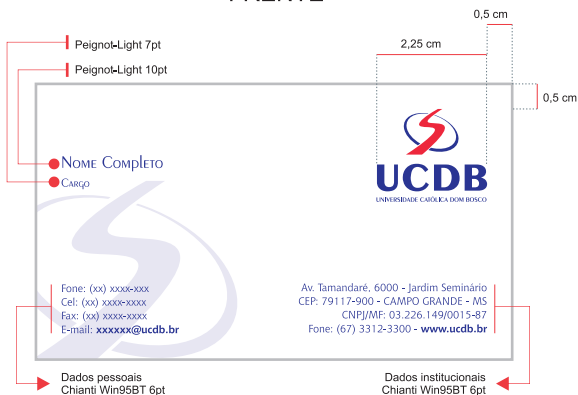 0,5 cm
Peignot-Light 7pt
2,25 cm
Peignot-Light 10pt
0,5 cm
Nome Completo
Cargo
UCDB
UNIVERSIDADE CATÓLICA DOM BOSCO
Fone: (xx) xxxx-xxx
Cel: (xx) xxxx-xxxx
Fax: (xx) xxxx-xxxx
E-mail: xxxxxx@ucdb.br
Av. Tamandaré, 6000 - Jardim Seminário
CEP: 79117-900 - CAMPO GRANDE - MS
CNPJ/MF: 03.226.149/0015-87
Fone: (67) 3312-3300 - www.ucdb.br
Dados pessoais
Chianti Win95BT 6pt
Dados institucionais
Chianti Win95BT 6pt